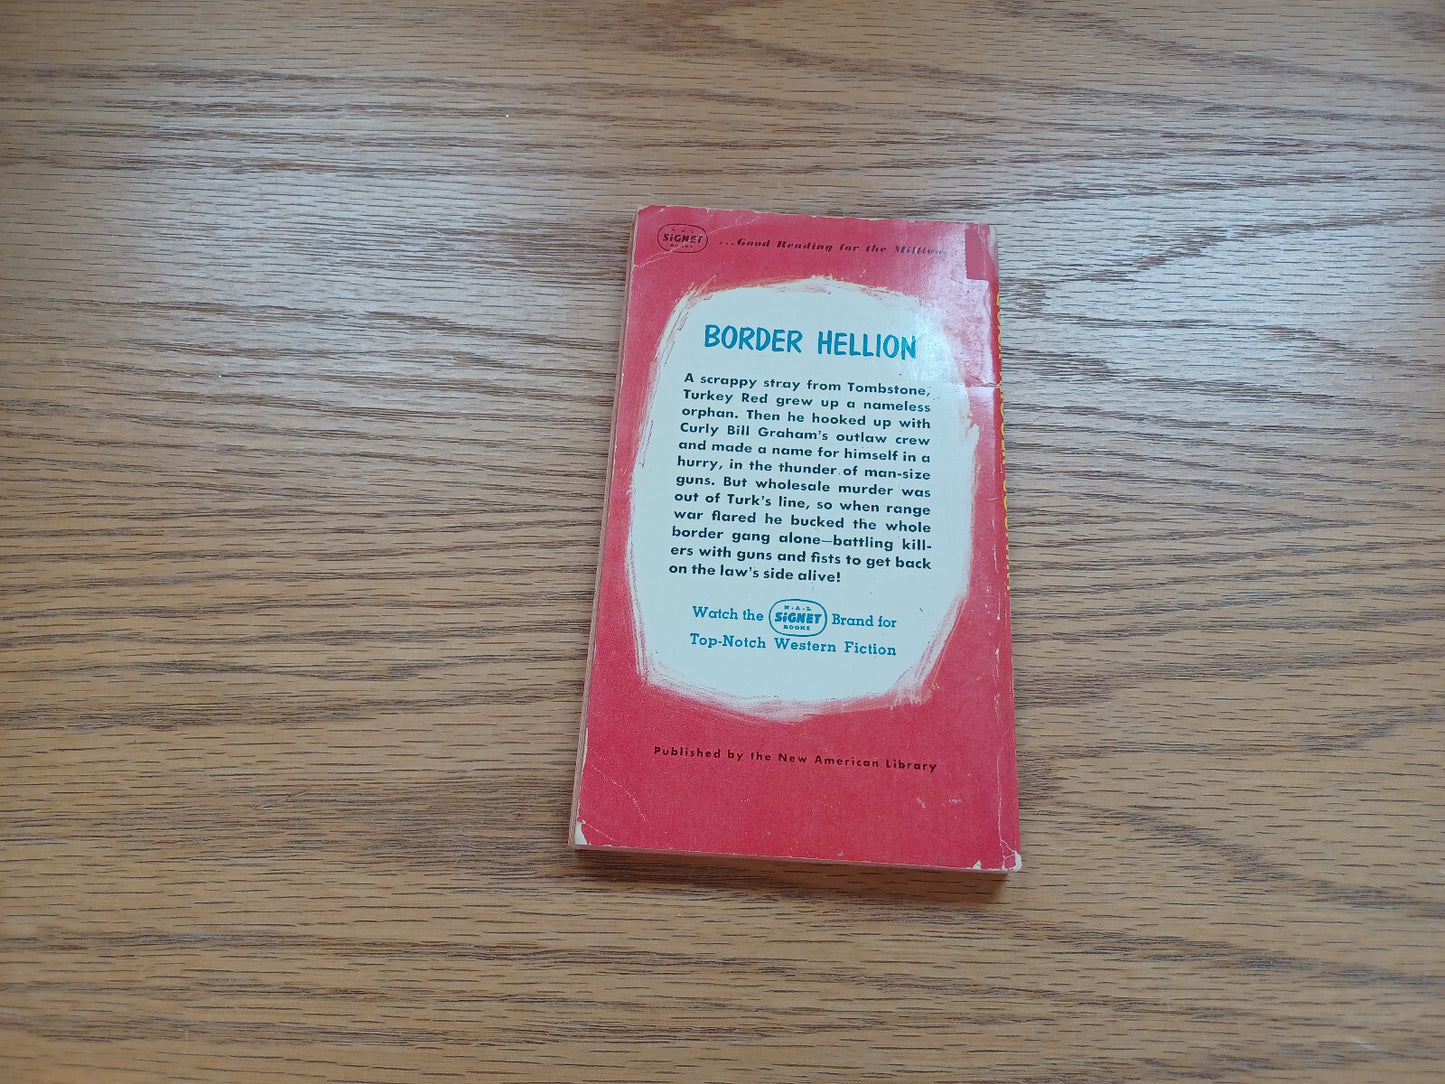 N·A·L
SiGNET
BOOKS
...Good Reading for the Millions
BORDER HELLION
A scrappy stray from Tombstone,
Turkey Red grew up a nameless
orphan. Then he hooked up with
Curly Bill Graham's outlaw crew
and made a name for himself in a
hurry, in the thunder of man-size
guns. But wholesale murder was
out of Turk's line, so when range
war flared he bucked the whole
border gang alone—battling kill-
ers with guns and fists to get back
on the law's side alive!
Watch the N·A·L SiGNET BOOKS Brand for
Top-Notch Western Fiction
Published by the New American Library